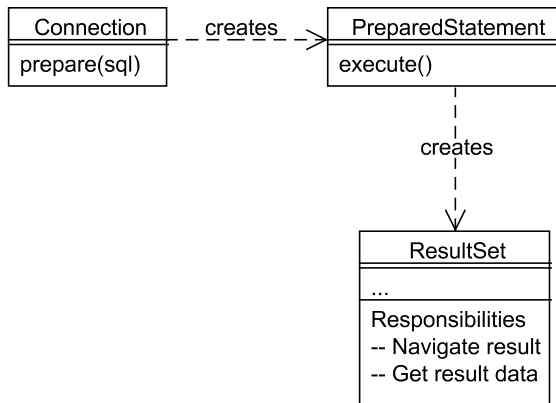 Connection
creates
PreparedStatement
prepare(sql)
execute()
creates
ResultSet
...
Responsibilities
-- Navigate result
-- Get result data